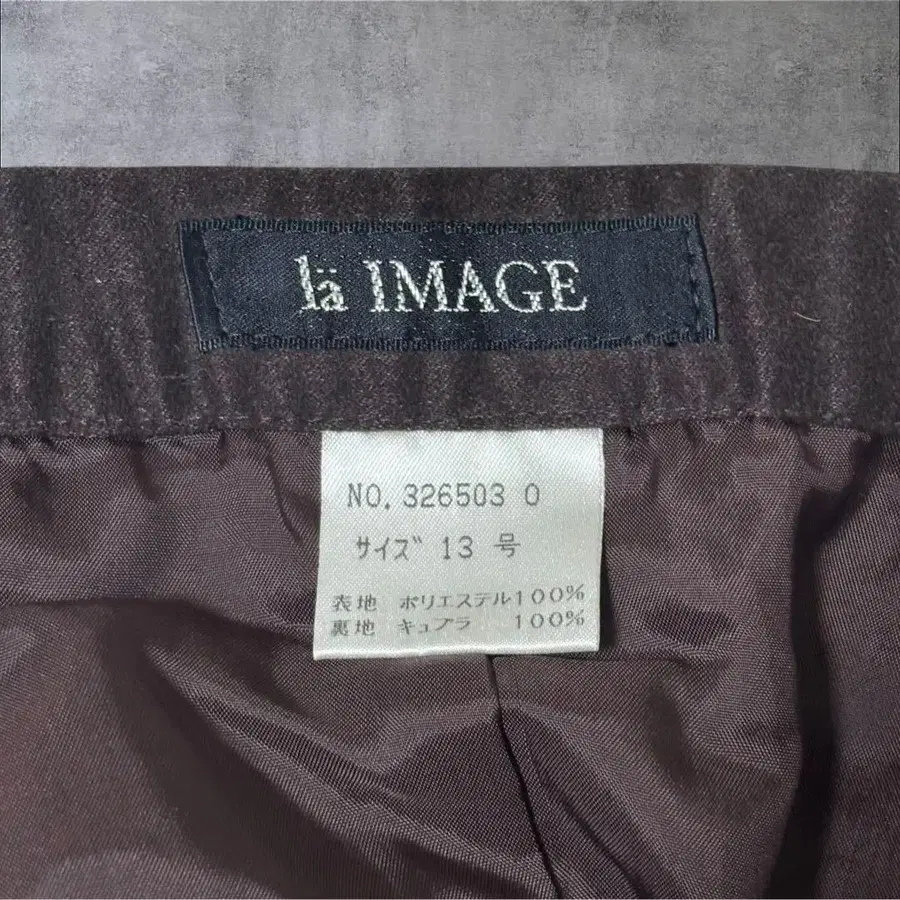 lä IMAGE
NO. 326503 0
サイズ 13 号
表地 ポリエステル100%
裏地 キュプラ 100%